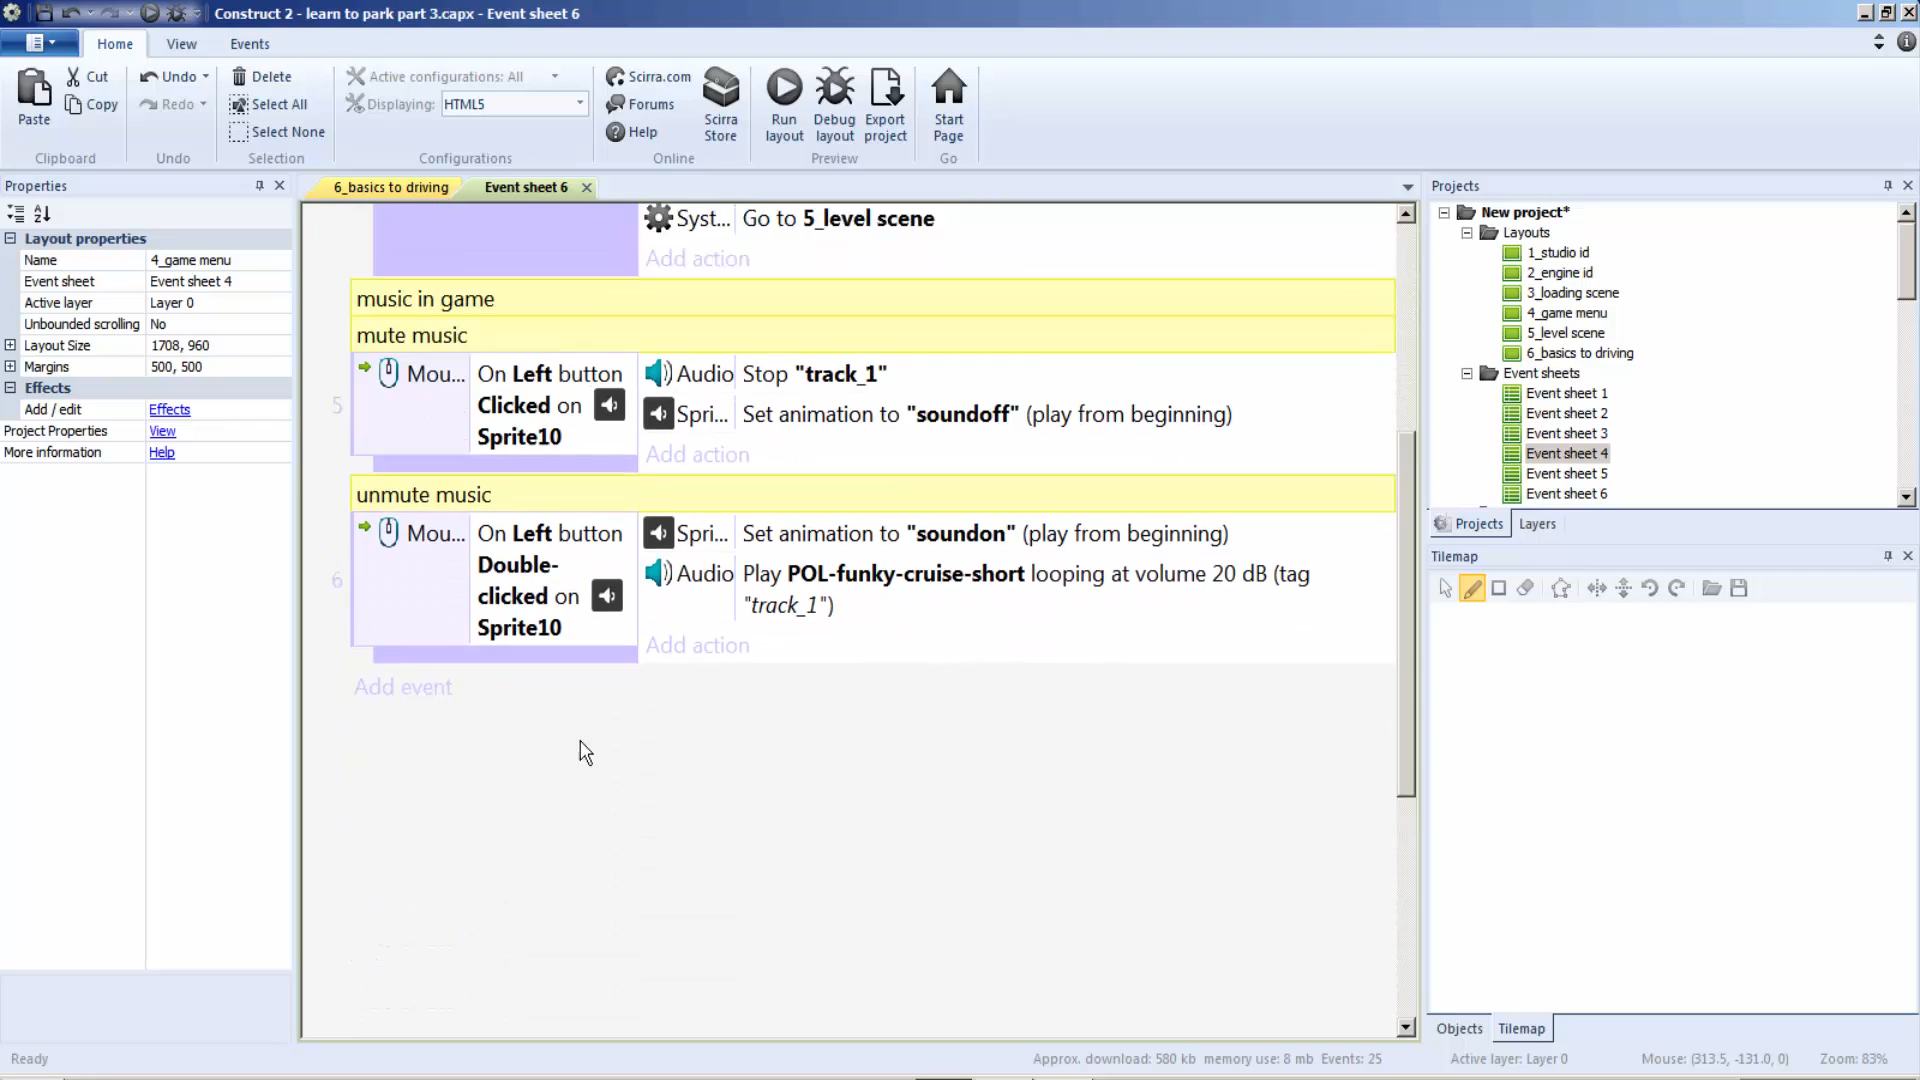 Construct 2 - learn to park part 3.capx - Event sheet 6
Home View Events
Paste Cut Copy Undo Redo Delete Select All Select None
Active configurations: All
Displaying: HTML5
Scirra.com Forums Help Scirra Store
Run layout Debug layout Export project Start Page
Clipboard Undo Selection Configurations Online Preview Go
Properties
Layout properties
Name 4_game menu
Event sheet Event sheet 4
Active layer Layer 0
Unbounded scrolling No
Layout Size 1708, 960
Margins 500, 500
Effects
Add / edit Effects
Project Properties View
More information Help
6_basics to driving Event sheet 6
Syst... Go to 5_level scene
Add action
music in game
mute music
5
Mou... On Left button Clicked on Sprite10
Audio Stop "track_1"
Spri... Set animation to "soundoff" (play from beginning)
Add action
unmute music
6
Mou... On Left button Double-clicked on Sprite10
Spri... Set animation to "soundon" (play from beginning)
Audio Play POL-funky-cruise-short looping at volume 20 dB (tag "track_1")
Add action
Add event
Projects
New project*
Layouts
1_studio id
2_engine id
3_loading scene
4_game menu
5_level scene
6_basics to driving
Event sheets
Event sheet 1
Event sheet 2
Event sheet 3
Event sheet 4
Event sheet 5
Event sheet 6
Projects Layers
Tilemap
Objects Tilemap
Ready
Approx. download: 580 kb memory use: 8 mb Events: 25
Active layer: Layer 0
Mouse: (313.5, -131.0, 0)
Zoom: 83%